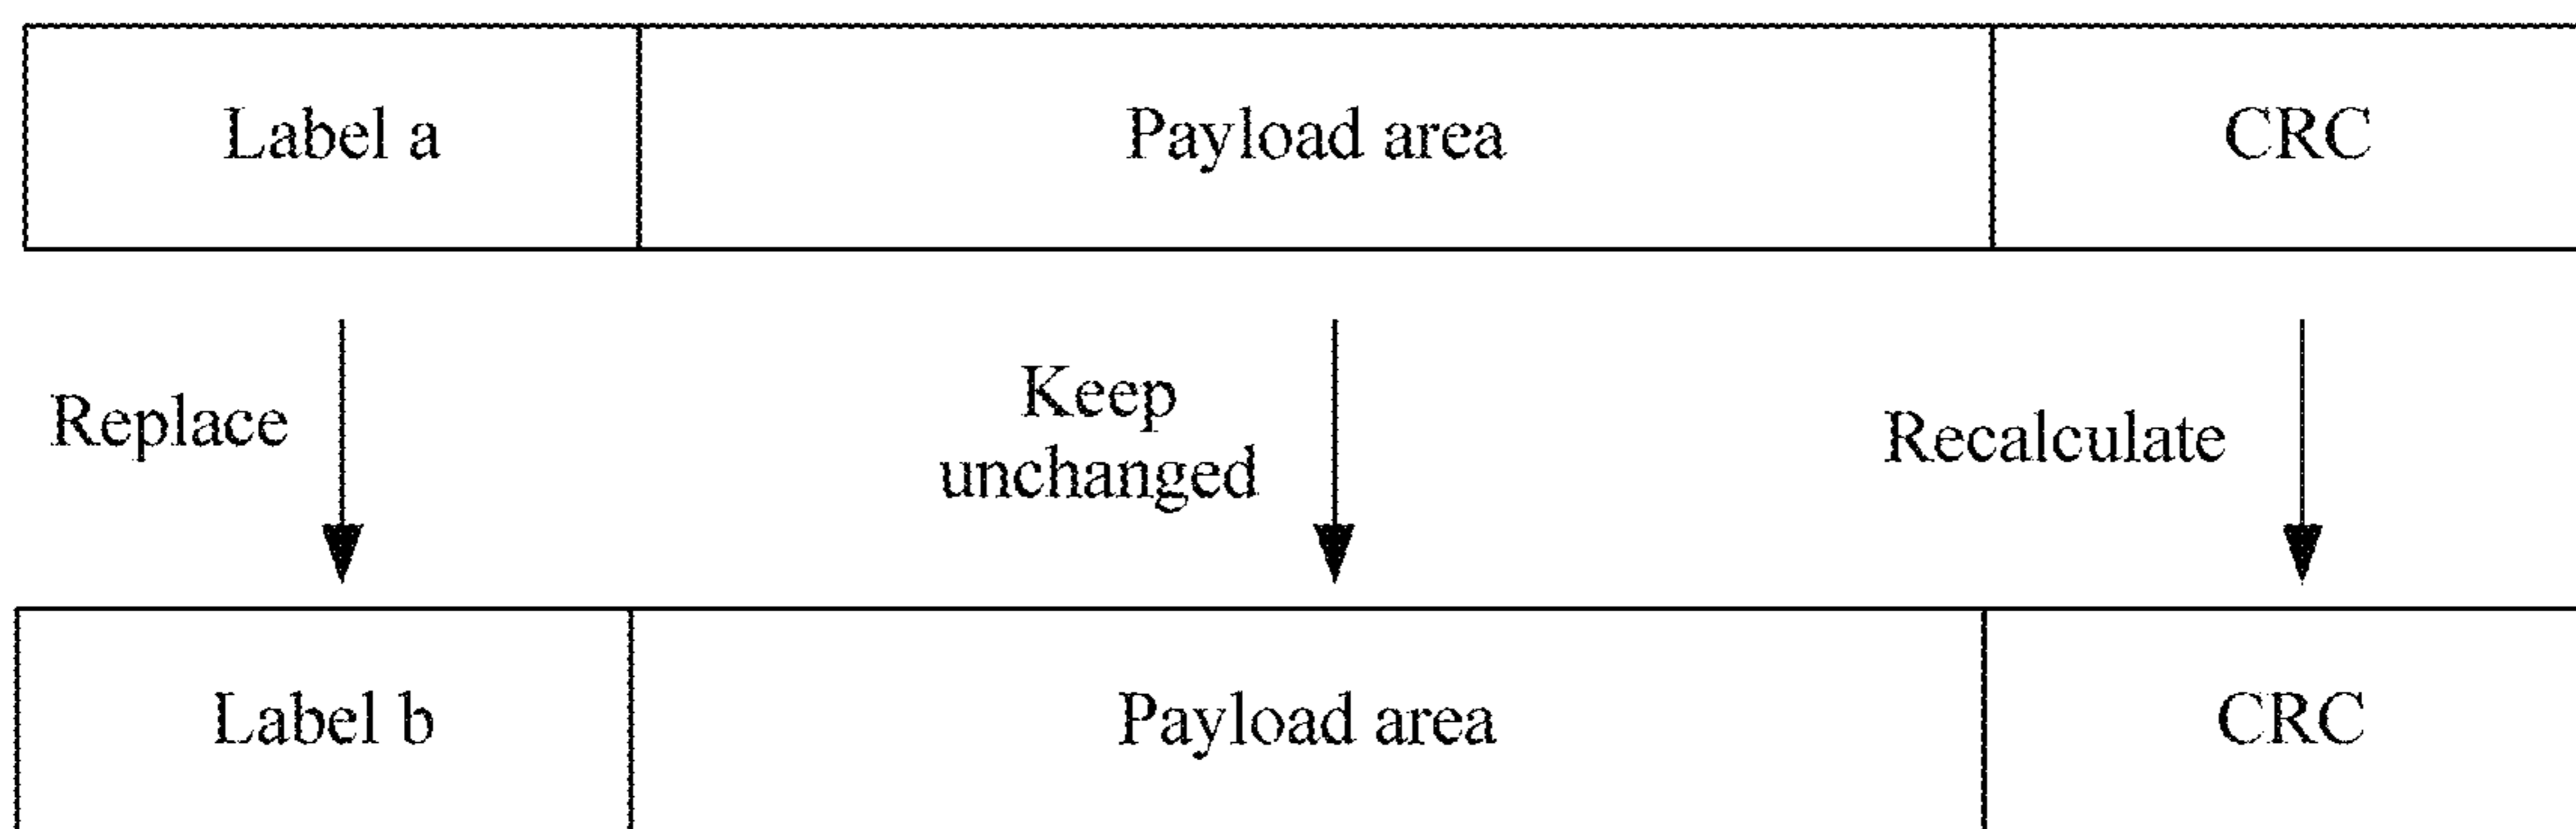 Label a
Payload area
CRC
Replace
Keep
unchanged
Recalculate
Label b
Payload area
CRC